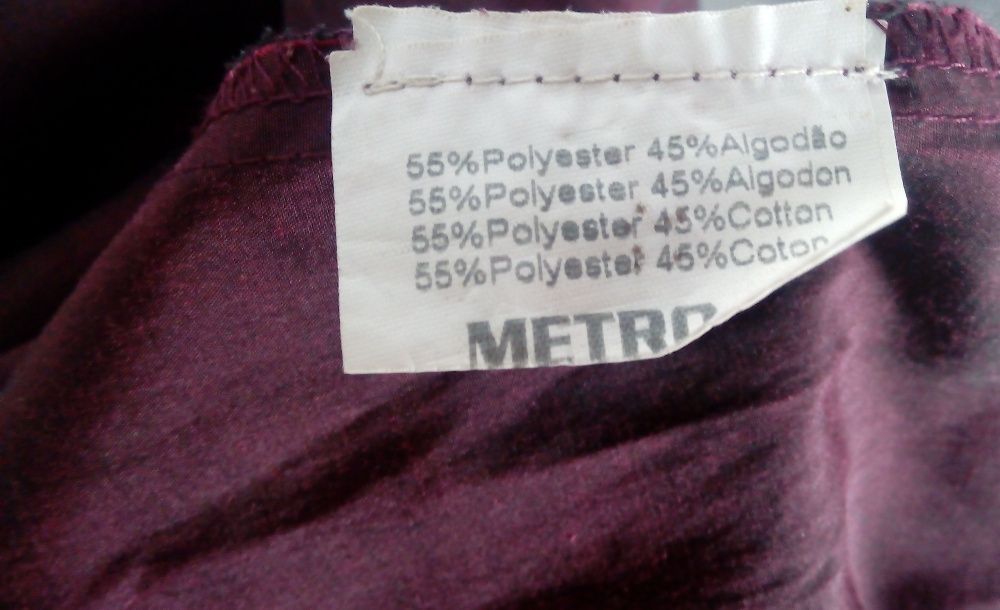 55%Polyester 45%Algodão
55%Polyester 45%Algodon
55%Polyester 45%Cotton
55%Polyester 45%Coton
METRO